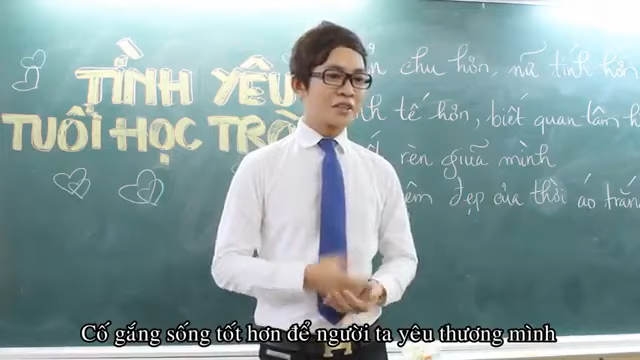 TÌNH YÊU
TUỔI HỌC TRÒ
chu hơn, nữ tính hơn
tế hơn, biết quan tâm
rèn giũa mình
đẹp của thời áo trắng
Cố gắng sống tốt hơn để người ta yêu thương mình